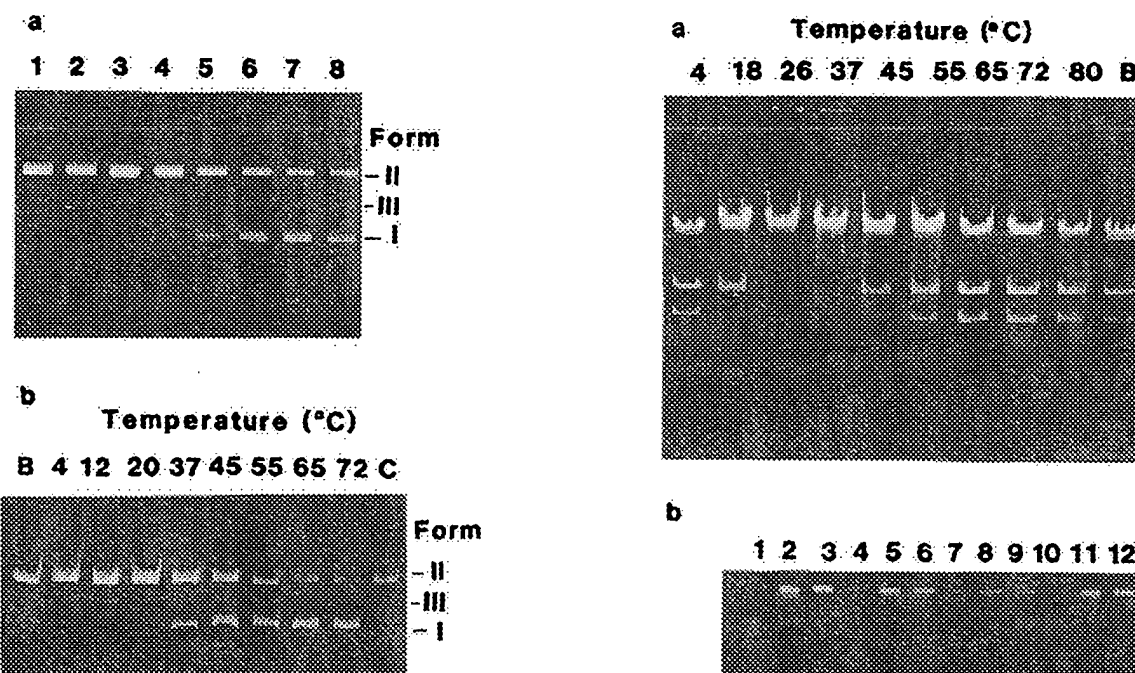 a
1 2 3 4 5 6 7 8
Form
- II
- III
- I
b
Temperature (°C)
B 4 12 20 37 45 55 65 72 C
Form
- II
- III
- I
a
Temperature (°C)
4 18 26 37 45 55 65 72 80 B
b
1 2 3 4 5 6 7 8 9 10 11 12